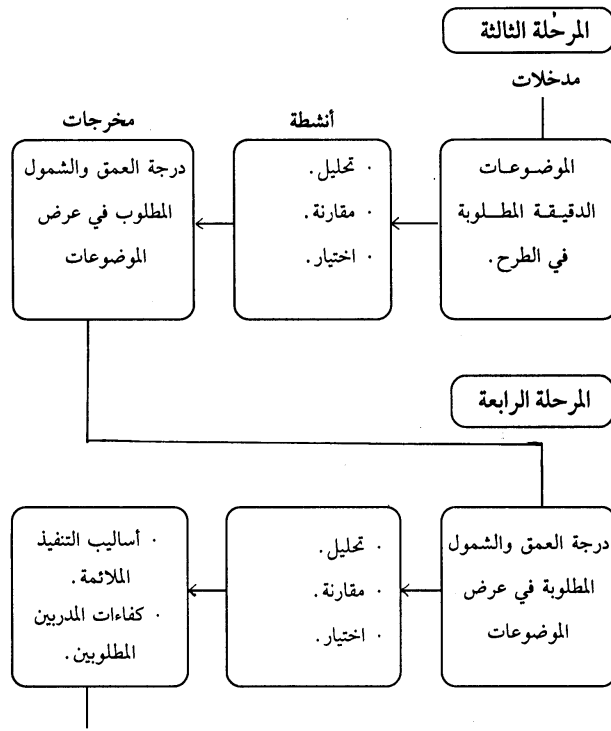 المرحلة الثالثة
مدخلات
أنشطة
مخرجات
الموضوعات
الدقيقة المطلوبة
في الطرح.
· تحليل.
· مقارنة.
· اختيار.
درجة العمق والشمول
المطلوب في عرض
الموضوعات
المرحلة الرابعة
درجة العمق والشمول
المطلوبة في عرض
الموضوعات
· تحليل.
· مقارنة.
· اختيار.
· أساليب التنفيذ
الملائمة.
· كفاءات المدربين
المطلوبين.